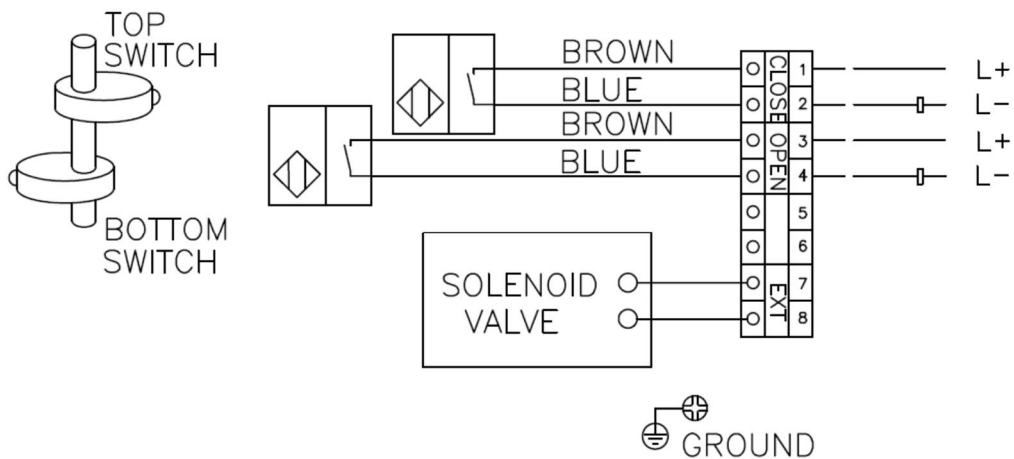 TOP
SWITCH
BOTTOM
SWITCH
BROWN
BLUE
BROWN
BLUE
CLOSE
OPEN
EXT
1
2
3
4
5
6
7
8
L+
L-
L+
L-
SOLENOID
VALVE
GROUND